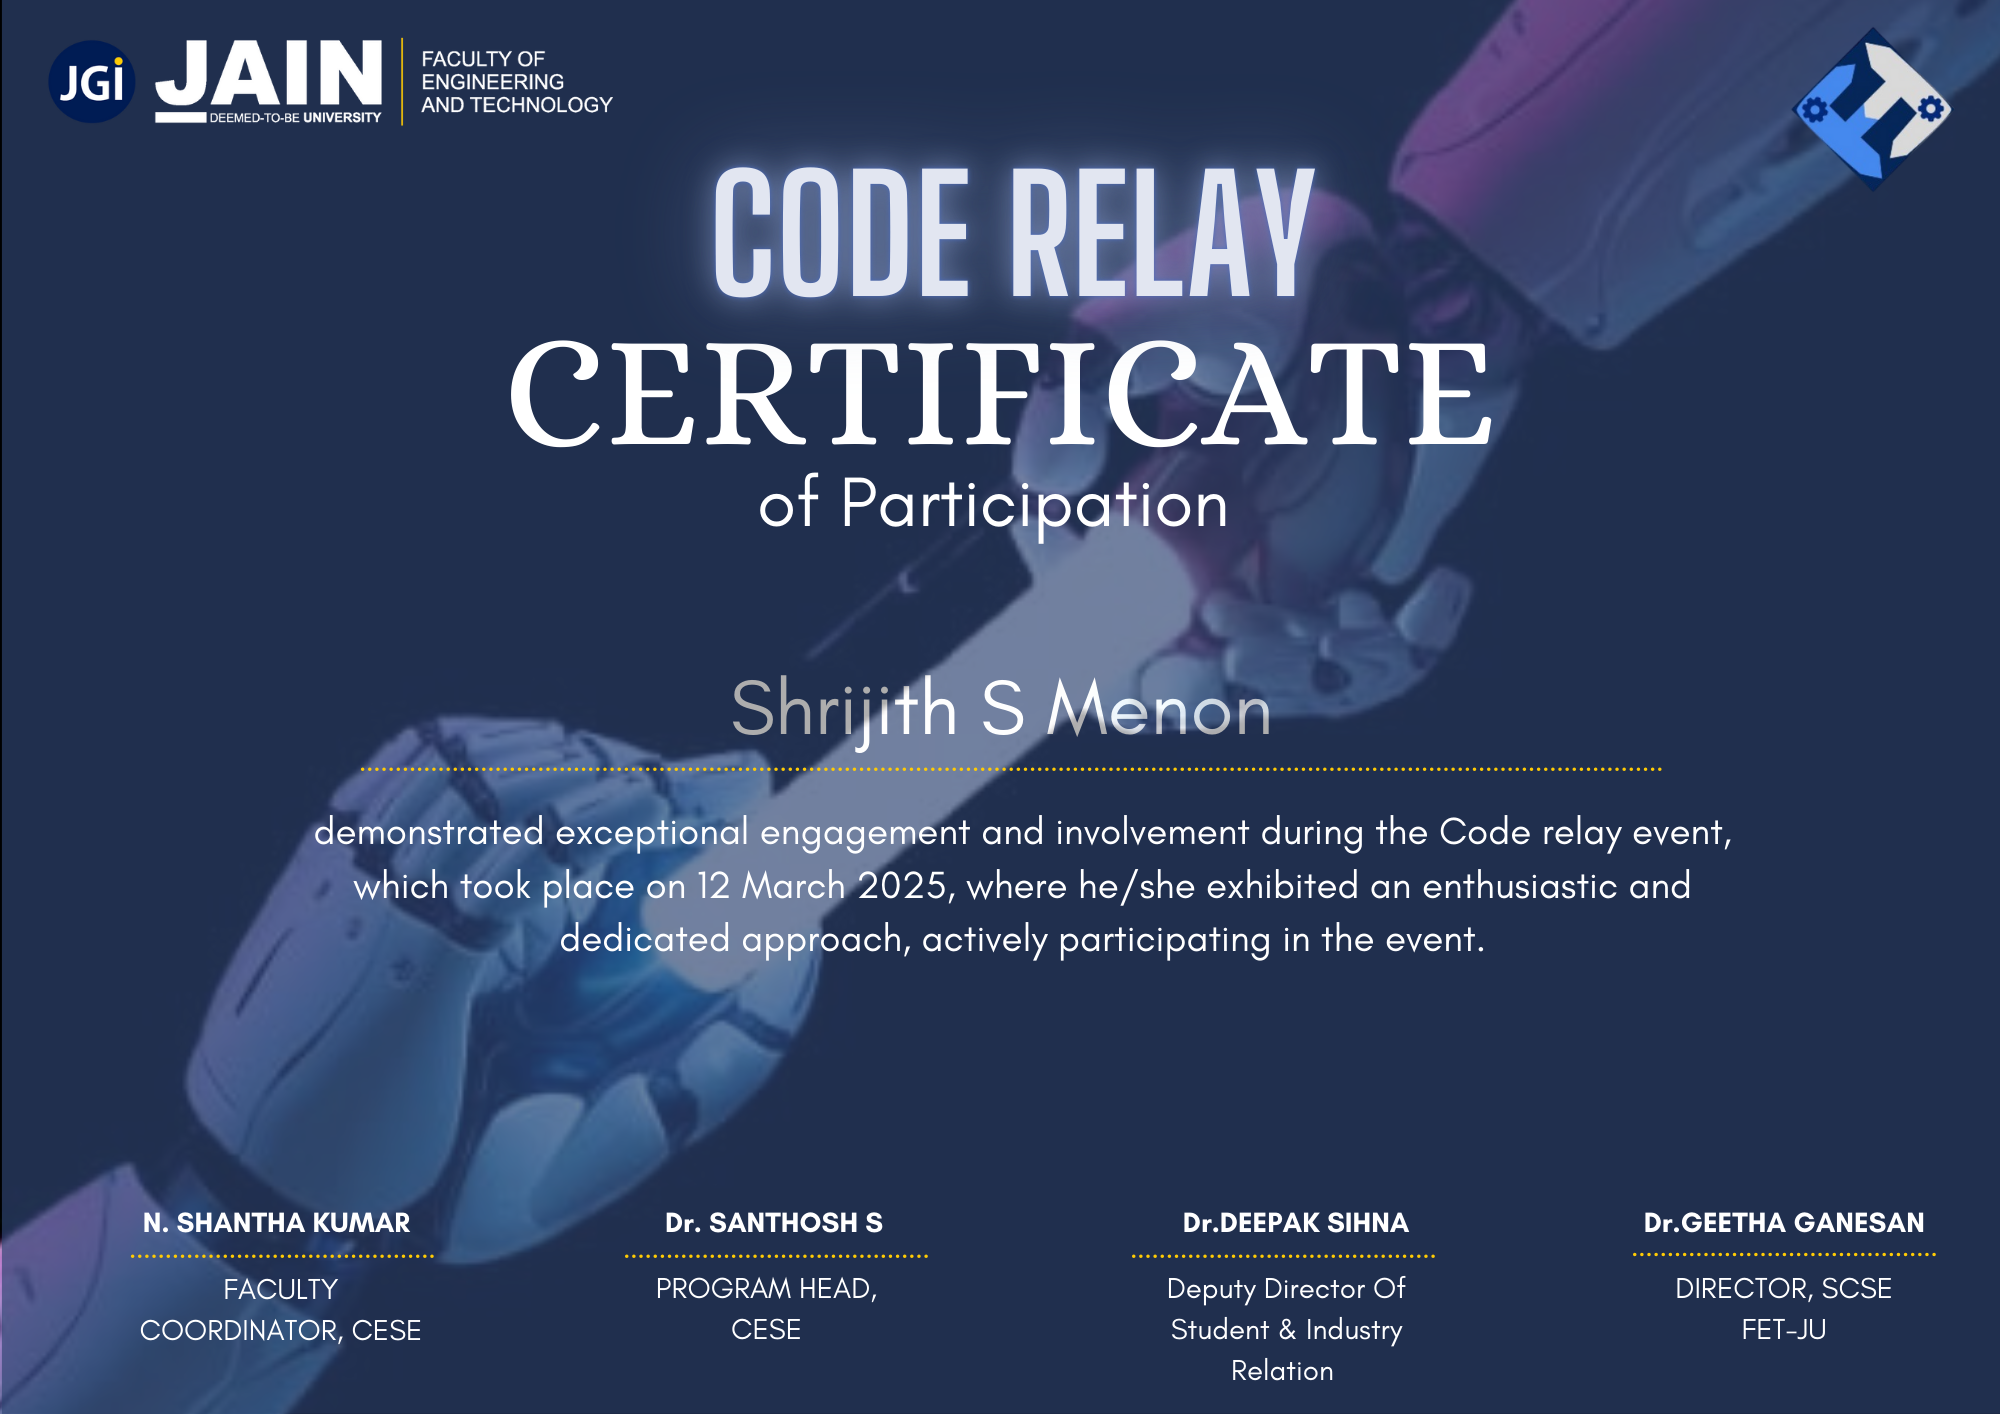 JGi
JAIN
DEEMED-TO-BE UNIVERSITY
FACULTY OF
ENGINEERING
AND TECHNOLOGY
CODE RELAY
CERTIFICATE
of Participation
Shrijith S Menon
demonstrated exceptional engagement and involvement during the Code relay event,
which took place on 12 March 2025, where he/she exhibited an enthusiastic and
dedicated approach, actively participating in the event.
N. SHANTHA KUMAR
FACULTY
COORDINATOR, CESE
Dr. SANTHOSH S
PROGRAM HEAD,
CESE
Dr.DEEPAK SIHNA
Deputy Director Of
Student & Industry
Relation
Dr.GEETHA GANESAN
DIRECTOR, SCSE
FET-JU